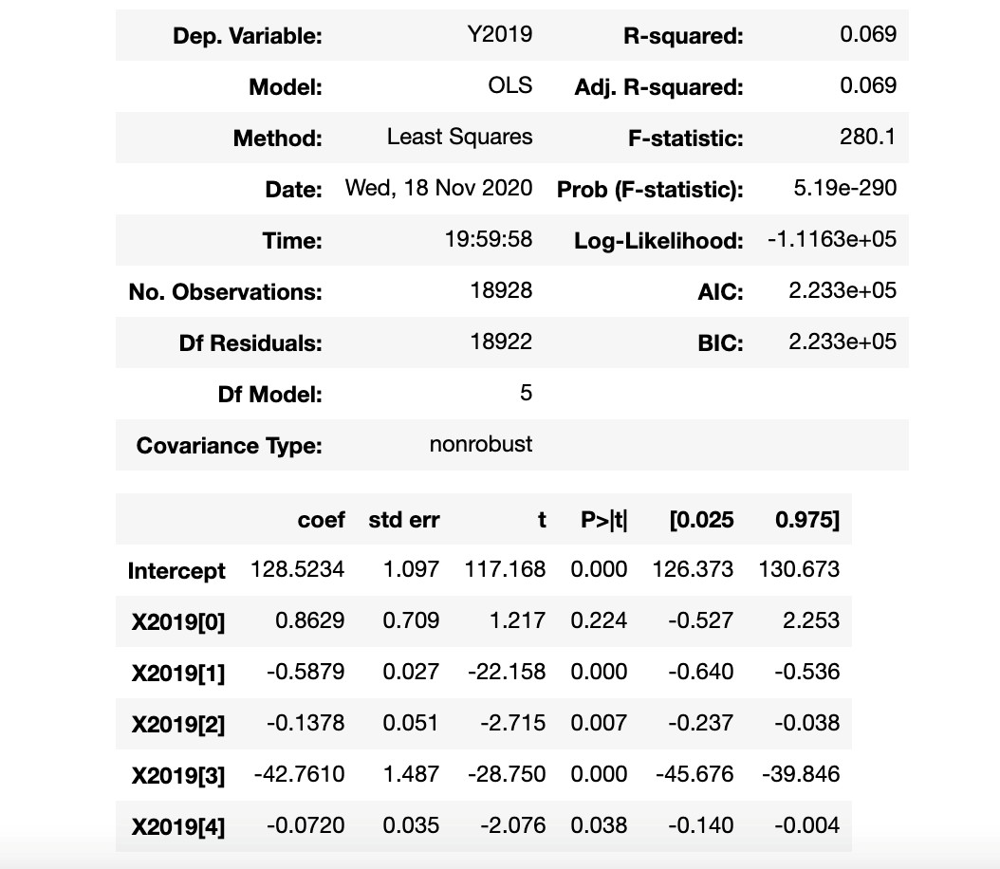 Dep. Variable: Y2019 R-squared: 0.069
Model: OLS Adj. R-squared: 0.069
Method: Least Squares F-statistic: 280.1
Date: Wed, 18 Nov 2020 Prob (F-statistic): 5.19e-290
Time: 19:59:58 Log-Likelihood: -1.1163e+05
No. Observations: 18928 AIC: 2.233e+05
Df Residuals: 18922 BIC: 2.233e+05
Df Model: 5
Covariance Type: nonrobust
coef std err t P>|t| [0.025 0.975]
Intercept 128.5234 1.097 117.168 0.000 126.373 130.673
X2019[0] 0.8629 0.709 1.217 0.224 -0.527 2.253
X2019[1] -0.5879 0.027 -22.158 0.000 -0.640 -0.536
X2019[2] -0.1378 0.051 -2.715 0.007 -0.237 -0.038
X2019[3] -42.7610 1.487 -28.750 0.000 -45.676 -39.846
X2019[4] -0.0720 0.035 -2.076 0.038 -0.140 -0.004